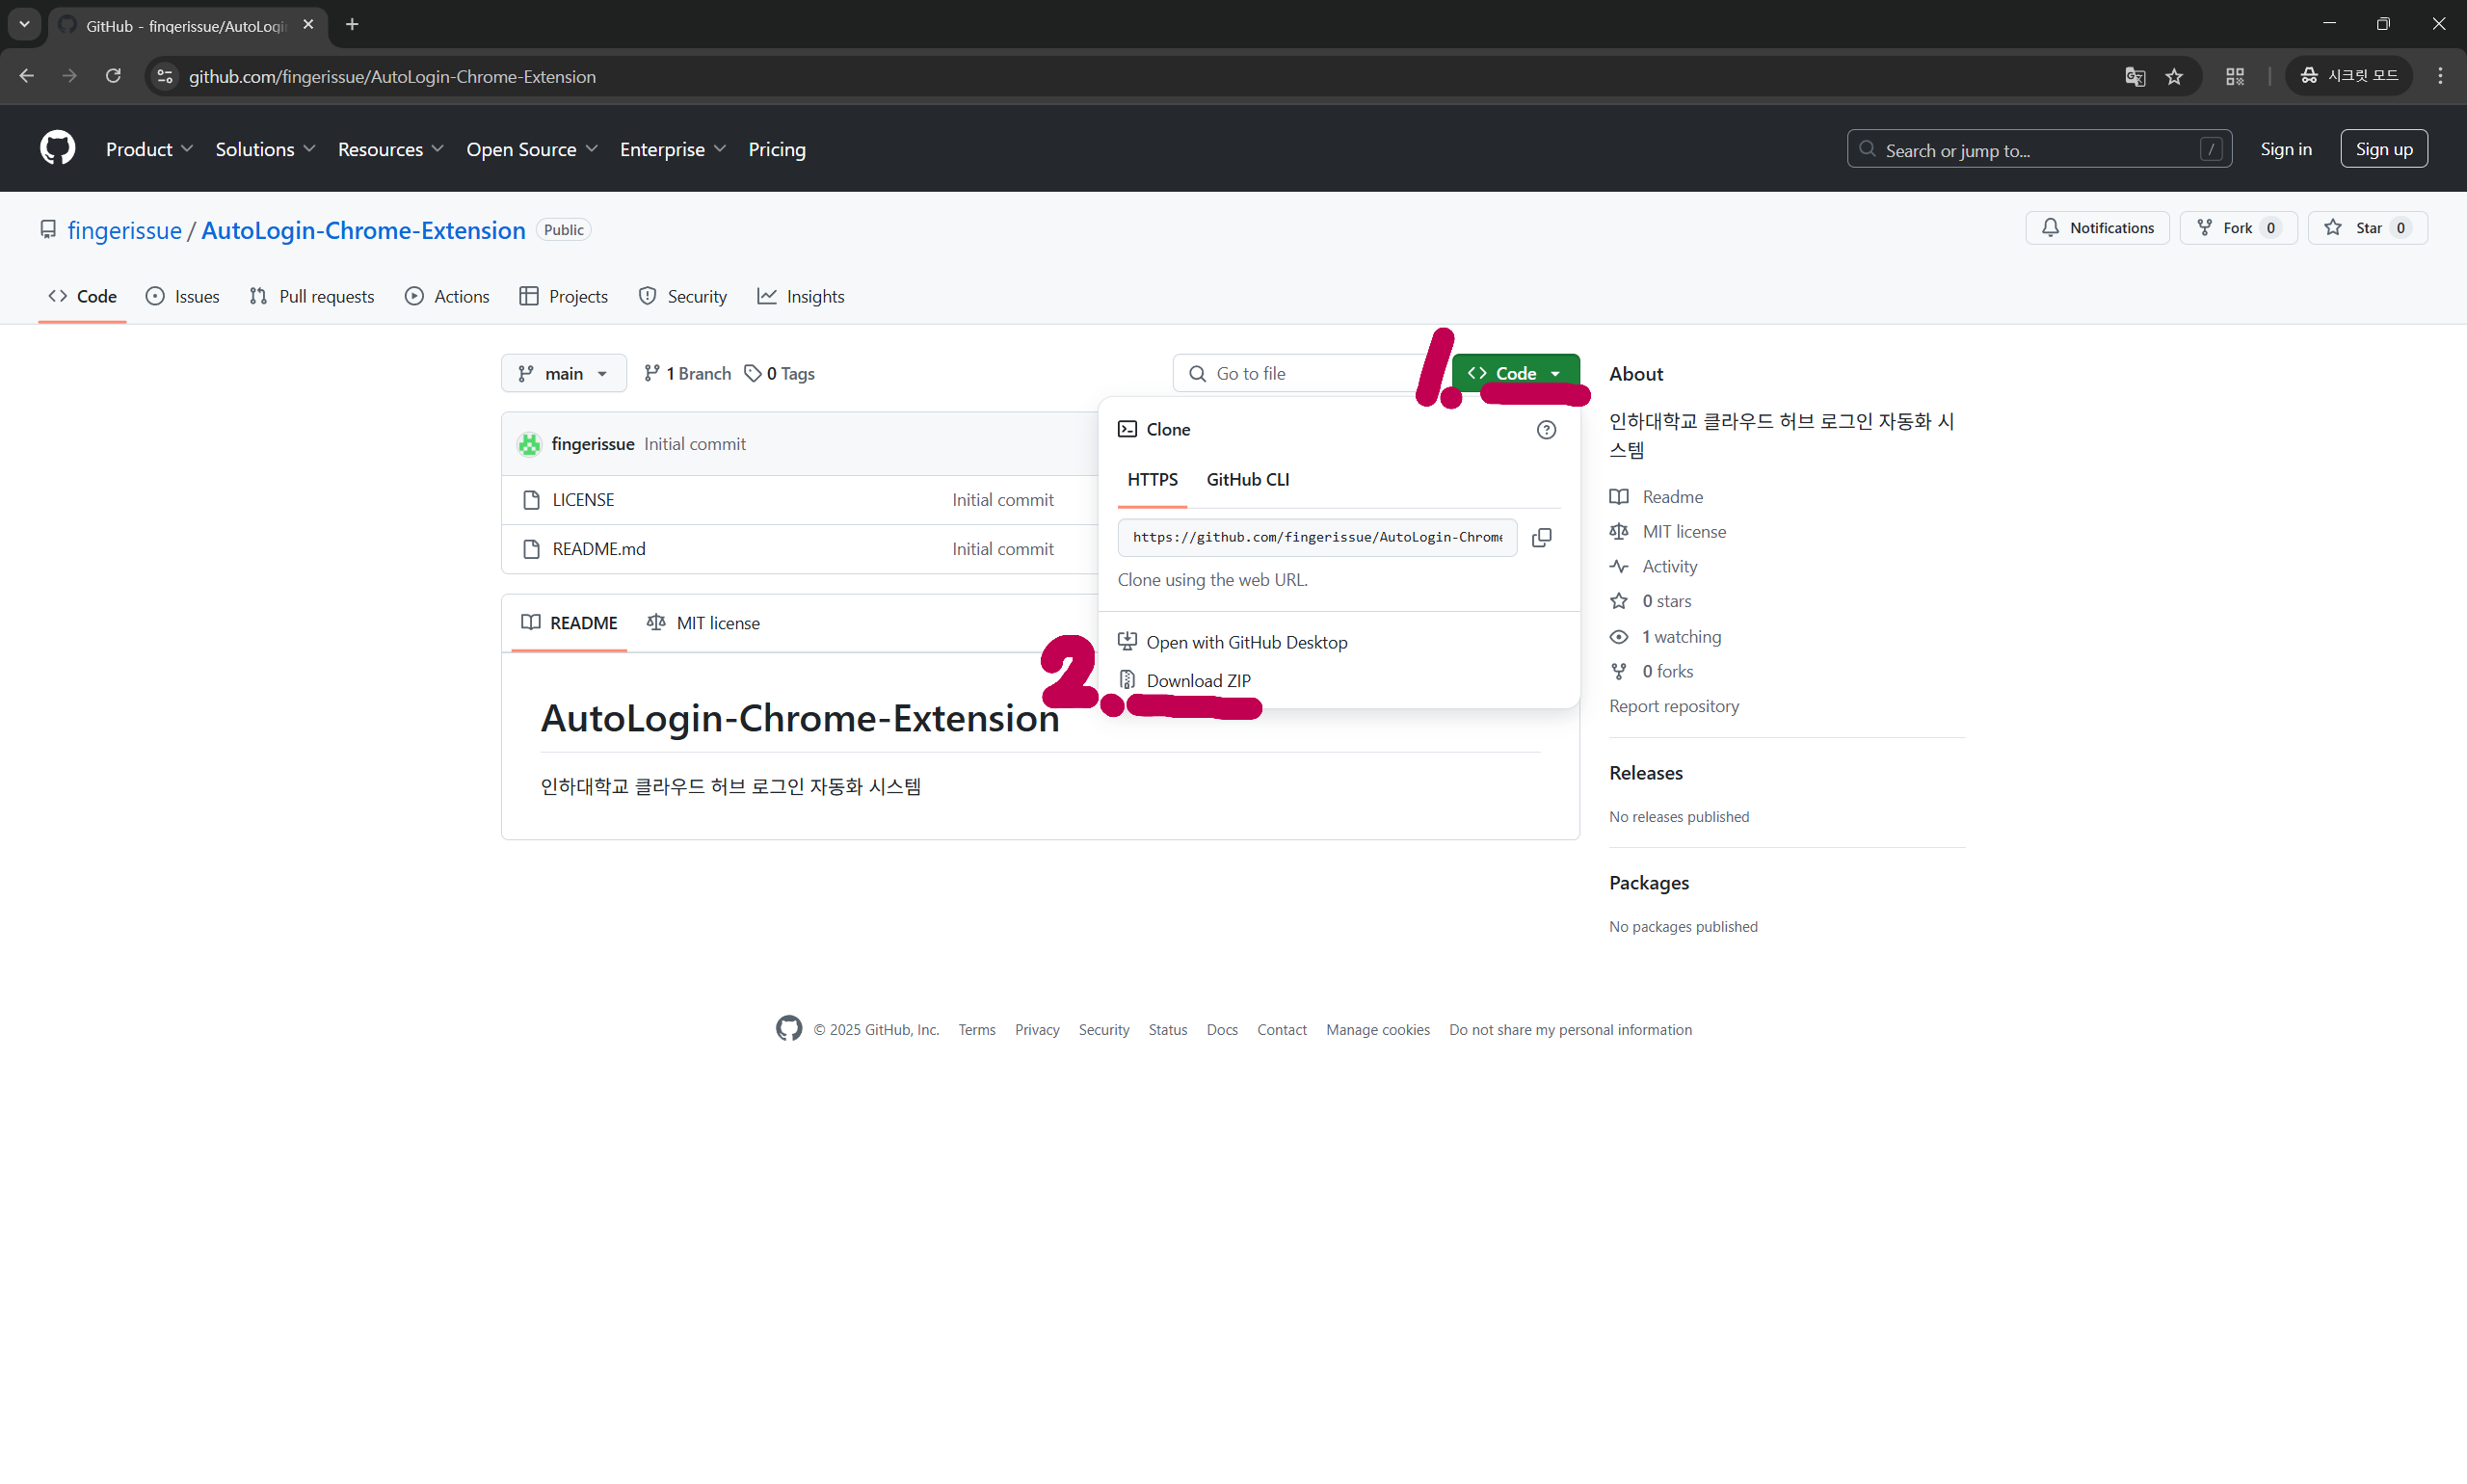 GitHub - fingerissue/AutoLogi
github.com/fingerissue/AutoLogin-Chrome-Extension
시크릿 모드
Product Solutions Resources Open Source Enterprise Pricing
Search or jump to... /
Sign in
Sign up
fingerissue / AutoLogin-Chrome-Extension Public
Notifications
Fork 0
Star 0
Code Issues Pull requests Actions Projects Security Insights
main 1 Branch 0 Tags
Go to file
1.
Code
Clone
HTTPS GitHub CLI
https://github.com/fingerissue/AutoLogin-Chrome
Clone using the web URL.
Open with GitHub Desktop
2.
Download ZIP
fingerissue Initial commit
LICENSE Initial commit
README.md Initial commit
README MIT license
AutoLogin-Chrome-Extension
인하대학교 클라우드 허브 로그인 자동화 시스템
About
인하대학교 클라우드 허브 로그인 자동화 시
스템
Readme
MIT license
Activity
0 stars
1 watching
0 forks
Report repository
Releases
No releases published
Packages
No packages published
© 2025 GitHub, Inc. Terms Privacy Security Status Docs Contact Manage cookies Do not share my personal information